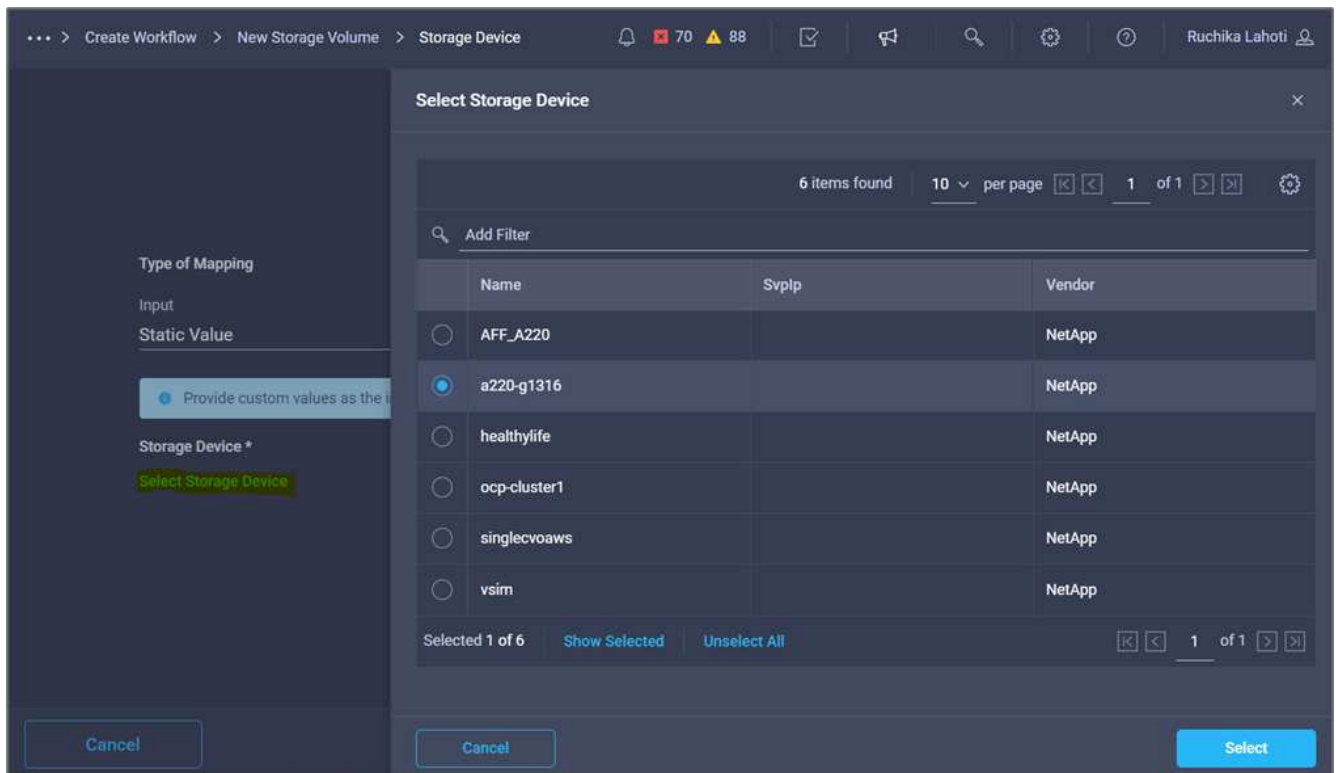 ••• > Create Workflow > New Storage Volume > Storage Device 70 88 Ruchika Lahoti
Select Storage Device
6 items found 10 per page 1 of 1
Add Filter
Type of Mapping
Input
Static Value
Provide custom values as the
Storage Device *
Select Storage Device
Name SvpIp Vendor
AFF_A220 NetApp
a220-g1316 NetApp
healthylife NetApp
ocp-cluster1 NetApp
singlecvoaws NetApp
vsim NetApp
Selected 1 of 6 Show Selected Unselect All 1 of 1
Cancel
Cancel Select